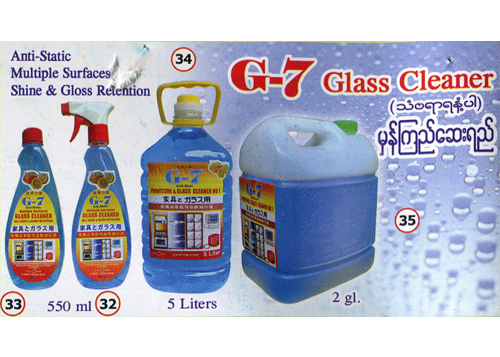 Anti-Static
Multiple Surfaces
Shine & Gloss Retention
34
G-7 Glass Cleaner
(သံဗရာရနံ့ပါ)
မှန်ကြည်ဆေးရည်
G-7
GLASS CLEANER
家具とガラス用
G-7
GLASS CLEANER
家具とガラス用
G-7
Anti-Dust
FURNITURE & GLASS CLEANER NO.1
家具とガラス用
5 Liter
G-7
35
33
550 ml
32
5 Liters
2 gl.